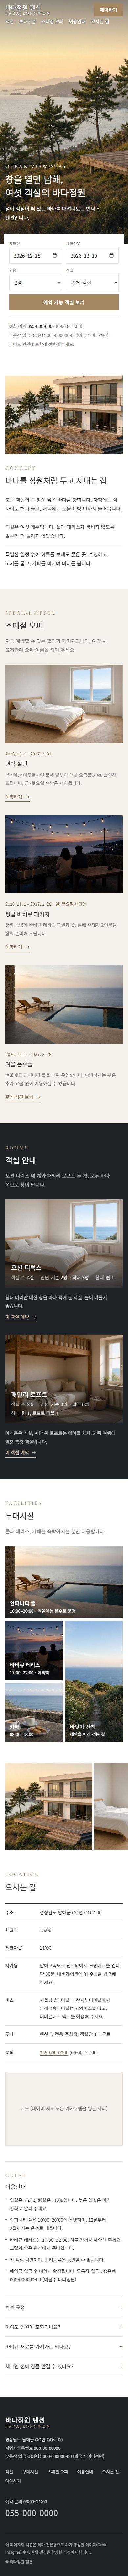 바다정원 펜션
BADAJEONGWON
예약하기
객실 부대시설 스페셜 오퍼 이용안내 오시는 길
OCEAN VIEW STAY
창을 열면 남해,
여섯 객실의 바다정원
섬이 겹겹이 떠 있는 바다를 내려다보는 언덕 위
펜션입니다.
체크인 체크아웃
2026-12-18 2026-12-19
인원 객실
2명 전체 객실
예약 가능 객실 보기
전화 예약 055-000-0000 (09:00–21:00)
무통장 입금 OO은행 000-000000-00 (예금주 바다정원)
아이도 인원에 포함해 선택해 주세요.
CONCEPT
바다를 정원처럼 두고 지내는 집
모든 객실의 큰 창이 남쪽 바다를 향합니다. 아침에는 섬
사이로 해가 들고, 저녁에는 노을이 방 안까지 들어옵니다.
객실은 여섯 개뿐입니다. 풀과 테라스가 붐비지 않도록
일부러 더 늘리지 않았습니다.
특별한 일정 없이 하루를 보내도 좋은 곳. 수영하고,
고기를 굽고, 커피를 마시며 바다를 봅니다.
SPECIAL OFFER
스페셜 오퍼
지금 예약할 수 있는 할인과 패키지입니다. 예약 시
요청란에 오퍼 이름을 적어 주세요.
2026. 12. 1 - 2027. 3. 31
연박 할인
2박 이상 머무르시면 둘째 날부터 객실 요금을 20% 할인해
드립니다. 금·토요일 숙박은 제외됩니다.
예약하기 →
2026. 11. 1 - 2027. 2. 28 · 일-목요일 체크인
평일 바비큐 패키지
평일 숙박에 바비큐 테라스 그릴과 숯, 남해 흑돼지 2인분을
함께 준비해 드립니다.
예약하기 →
2026. 12. 1 - 2027. 2. 28
겨울 온수풀
겨울에도 인피니티 풀을 데워 운영합니다. 숙박하시는 분은
추가 요금 없이 이용하실 수 있습니다.
운영 시간 보기 →
ROOMS
객실 안내
오션 디럭스 네 개와 패밀리 로프트 두 개, 모두 바다
쪽으로 창이 났습니다.
오션 디럭스
객실 수 4실 인원 기준 2명 · 최대 3명 침대 퀸 1
침대 머리맡 대신 창을 바다 쪽에 둔 객실. 둘이 머물기
좋습니다.
이 객실 예약 →
패밀리 로프트
객실 수 2실 인원 기준 4명 · 최대 6명
침대 퀸 1, 로프트 더블 1
아래층은 거실, 계단 위 로프트는 아이들 차지. 가족 여행에
맞춘 박층 객실입니다.
이 객실 예약 →
FACILITIES
부대시설
풀과 테라스, 카페는 숙박하시는 분만 이용합니다.
인피니티 풀
10:00–20:00 · 겨울에는 온수로 운영
바비큐 테라스
17:00–22:00 · 예약제
카페
08:00–18:00
바닷가 산책
해안을 따라 걷는 길
LOCATION
오시는 길
주소 경상남도 남해군 OO면 OO로 00
체크인 15:00
체크아웃 11:00
자가용 남해고속도로 진교IC에서 노량대교를 건너
약 30분. 내비게이션에 위 주소를 입력해
주세요.
버스 서울남부터미널, 부산서부터미널에서
남해공용터미널행 시외버스를 타고,
터미널에서 택시를 이용해 주세요.
주차 펜션 앞 전용 주차장, 객실당 1대 무료
문의 055-000-0000 (09:00–21:00)
지도 (네이버 지도 또는 카카오맵을 넣는 자리)
GUIDE
이용안내
· 입실은 15:00, 퇴실은 11:00입니다. 늦은 입실은 미리
전화로 알려 주세요.
· 인피니티 풀은 10:00–20:00에 운영하며, 12월부터
2월까지는 온수로 데웁니다.
· 바비큐 테라스는 17:00–22:00, 하루 전까지 예약해 주세요.
그릴과 숯은 펜션에서 준비합니다.
· 전 객실 금연이며, 반려동물은 동반할 수 없습니다.
· 예약금 입금 후 예약이 확정됩니다. 무통장 입금 OO은행
000-000000-00 (예금주 바다정원)
환불 규정 +
아이도 인원에 포함되나요? +
바비큐 재료를 가져가도 되나요? +
체크인 전에 짐을 맡길 수 있나요? +
바다정원 펜션
BADAJEONGWON
경상남도 남해군 OO면 OO로 00
사업자등록번호 000-00-00000
무통장 입금 OO은행 000-000000-00 (예금주 바다정원)
객실 부대시설 스페셜 오퍼 이용안내 오시는 길
예약하기
예약 문의 09:00–21:00
055-000-0000
© 바다정원 펜션